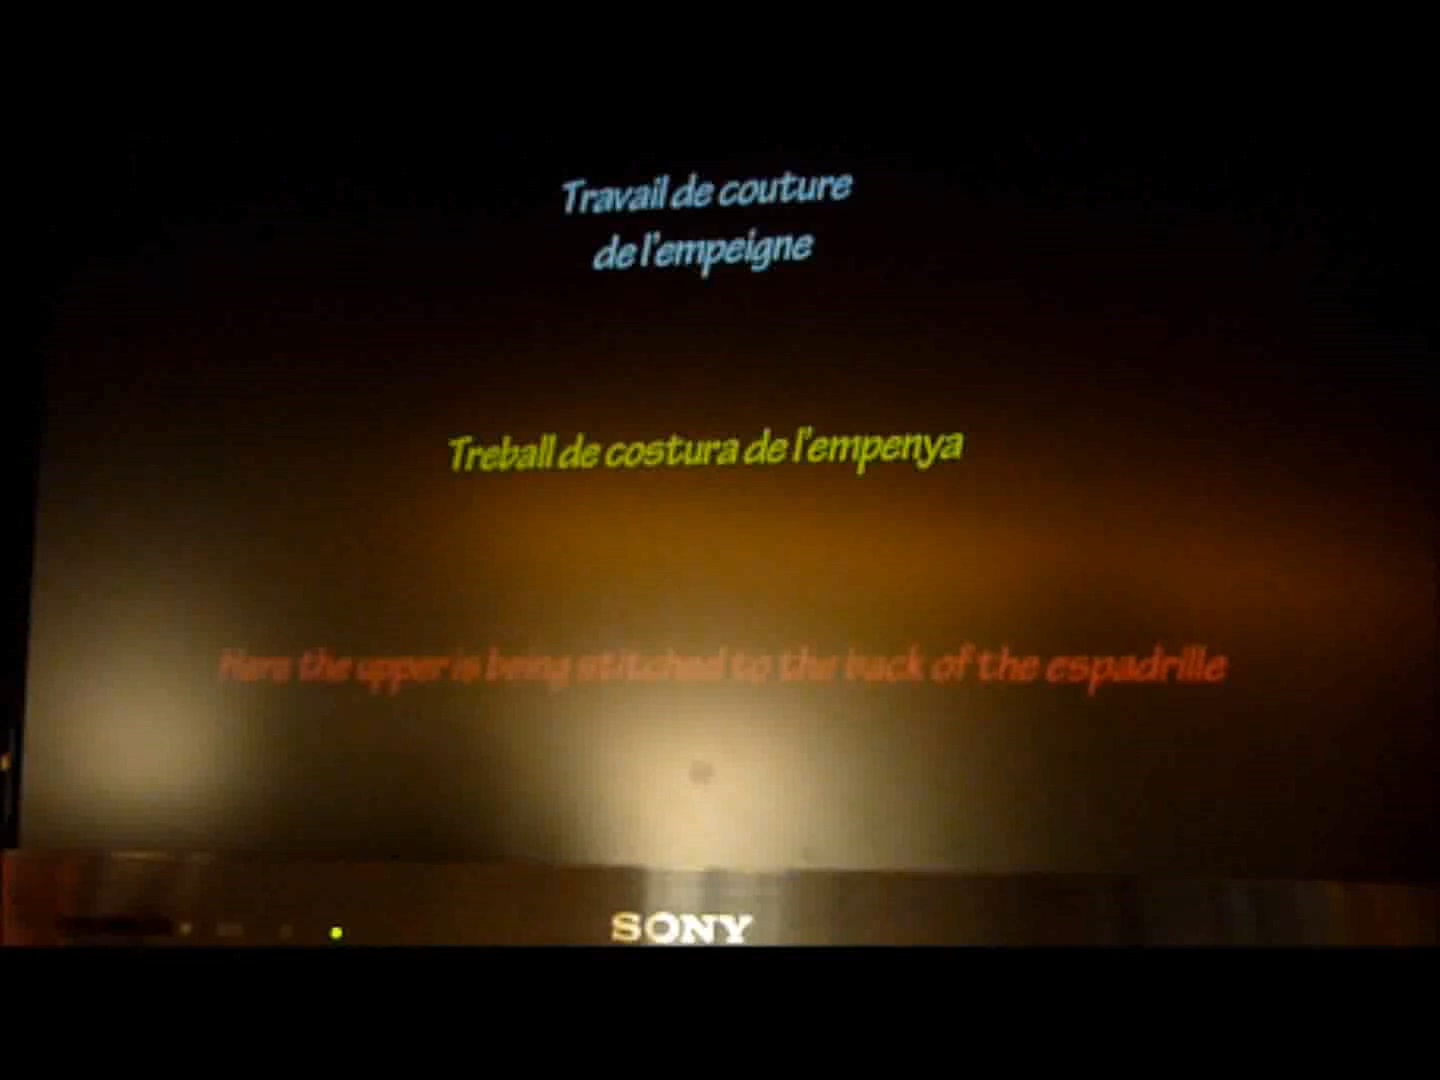 Travail de couture
de l'empeigne
Treball de costura de l'empenya
Here the upper is being stitched to the back of the espadrille
SONY